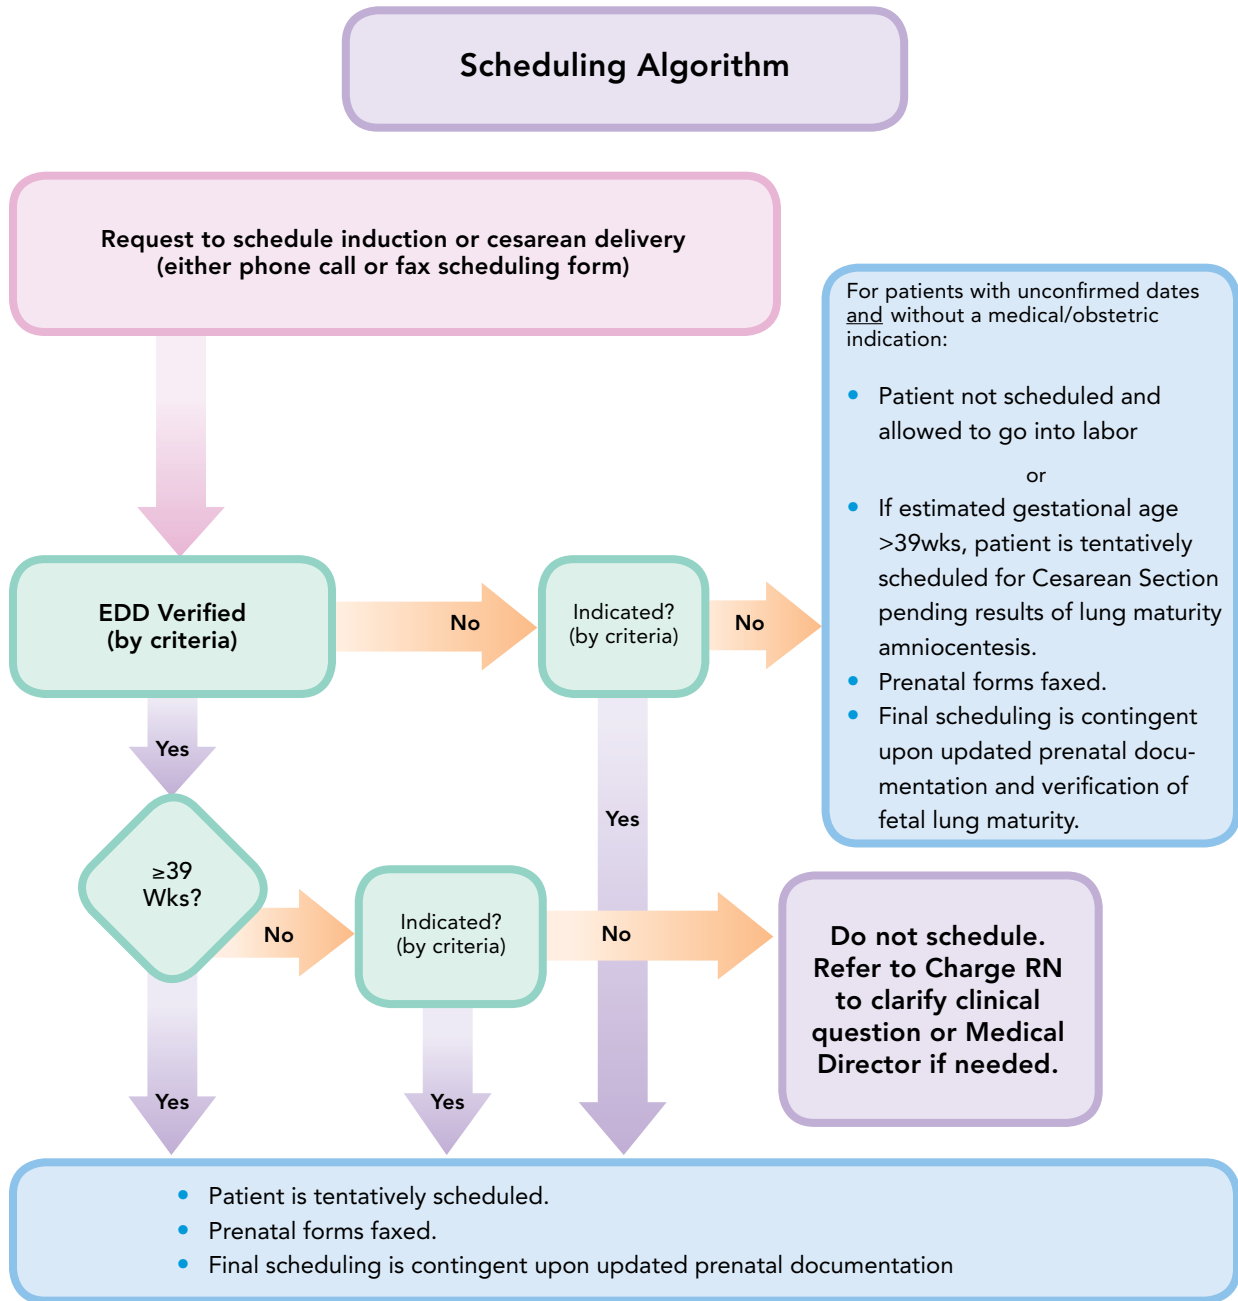 Scheduling Algorithm
Request to schedule induction or cesarean delivery
(either phone call or fax scheduling form)
For patients with unconfirmed dates
and without a medical/obstetric
indication:
• Patient not scheduled and
allowed to go into labor
or
• If estimated gestational age
>39wks, patient is tentatively
scheduled for Cesarean Section
pending results of lung maturity
amniocentesis.
• Prenatal forms faxed.
• Final scheduling is contingent
upon updated prenatal docu-
mentation and verification of
fetal lung maturity.
EDD Verified
(by criteria)
No
Indicated?
(by criteria)
No
Yes
Yes
≥39
Wks?
No
Indicated?
(by criteria)
No
Do not schedule.
Refer to Charge RN
to clarify clinical
question or Medical
Director if needed.
Yes
Yes
• Patient is tentatively scheduled.
• Prenatal forms faxed.
• Final scheduling is contingent upon updated prenatal documentation